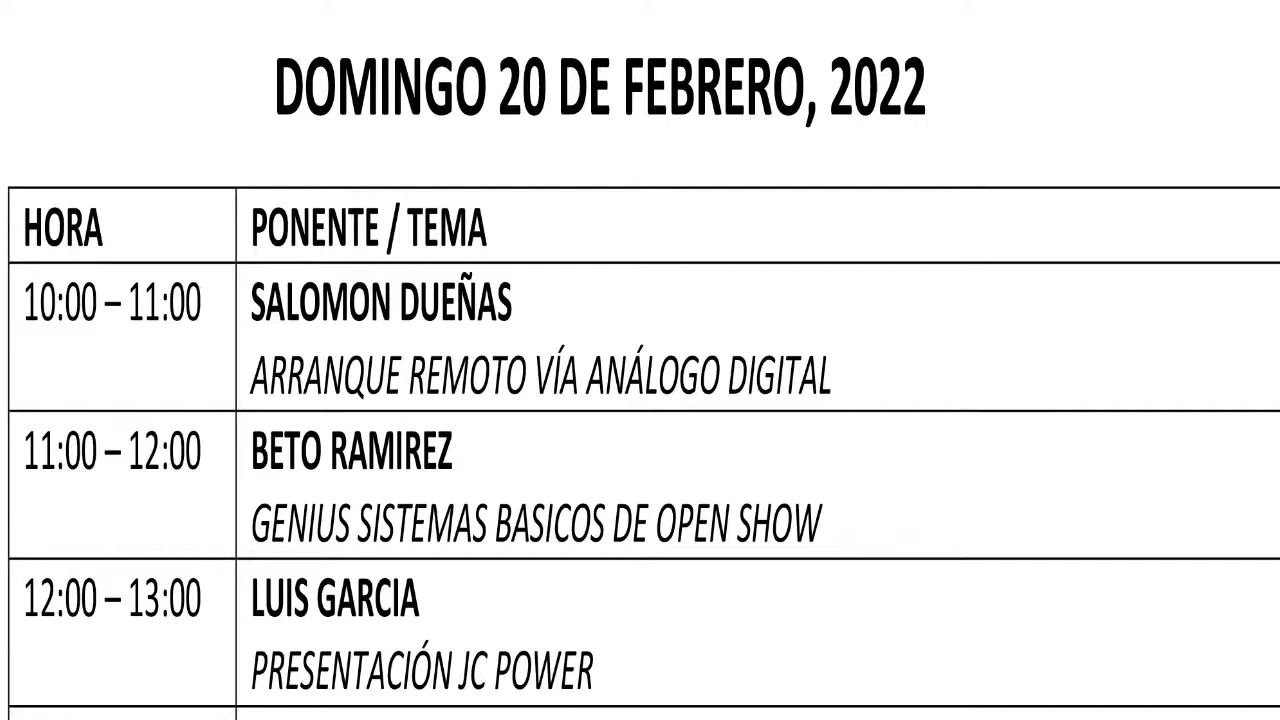 DOMINGO 20 DE FEBRERO, 2022
HORA PONENTE / TEMA
10:00 – 11:00 SALOMON DUEÑAS
ARRANQUE REMOTO VÍA ANÁLOGO DIGITAL
11:00 – 12:00 BETO RAMIREZ
GENIUS SISTEMAS BASICOS DE OPEN SHOW
12:00 – 13:00 LUIS GARCIA
PRESENTACIÓN JC POWER